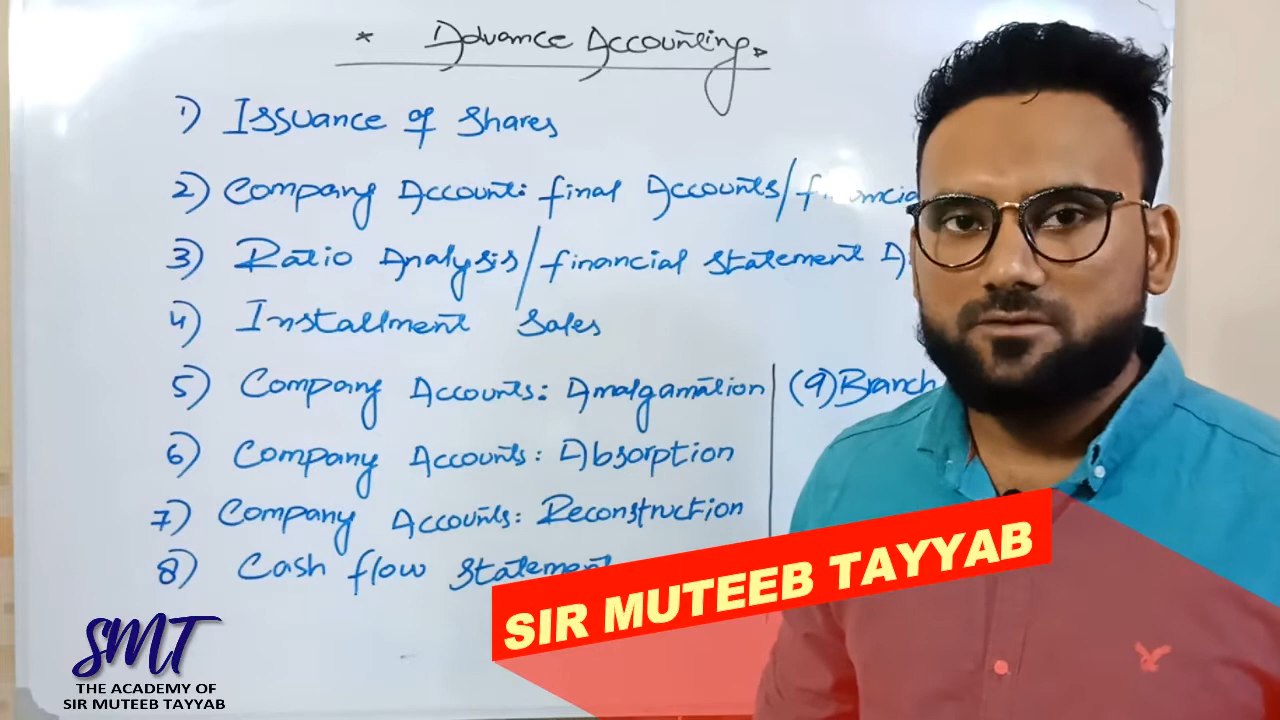 * Advance Accounting.
1) Issuance of Shares
2) Company Account: final Accounts/financial
3) Ratio Analysis/financial statement A
4) Installment Sales
5) Company Accounts: Amalgamation
(9) Branch
6) Company Accounts: Absorption
7) Company Accounts: Reconstruction
8) Cash flow Statement
SIR MUTEEB TAYYAB
SMT
THE ACADEMY OF
SIR MUTEEB TAYYAB